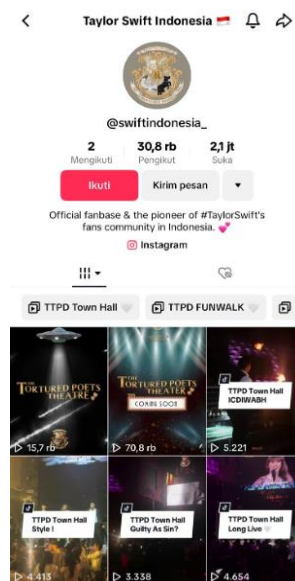 Taylor Swift Indonesia
@swiftindonesia_
2 30,8 rb 2,1 jt
Mengikuti Pengikut Suka
Ikuti Kirim pesan
Official fanbase & the pioneer of #TaylorSwift's
fans community in Indonesia.
Instagram
TTPD Town Hall TTPD FUNWALK
THE
TORTURED POETS
THEATRE
15,7 rb
THE
TORTURED POETS
THEATER
COMING SOON
70,8 rb
TTPD Town Hall
ICDIWABH
5.221
TTPD Town Hall
Style !
4.413
TTPD Town Hall
Guilty As Sin?
3.338
TTPD Town Hall
Long Live
4.654